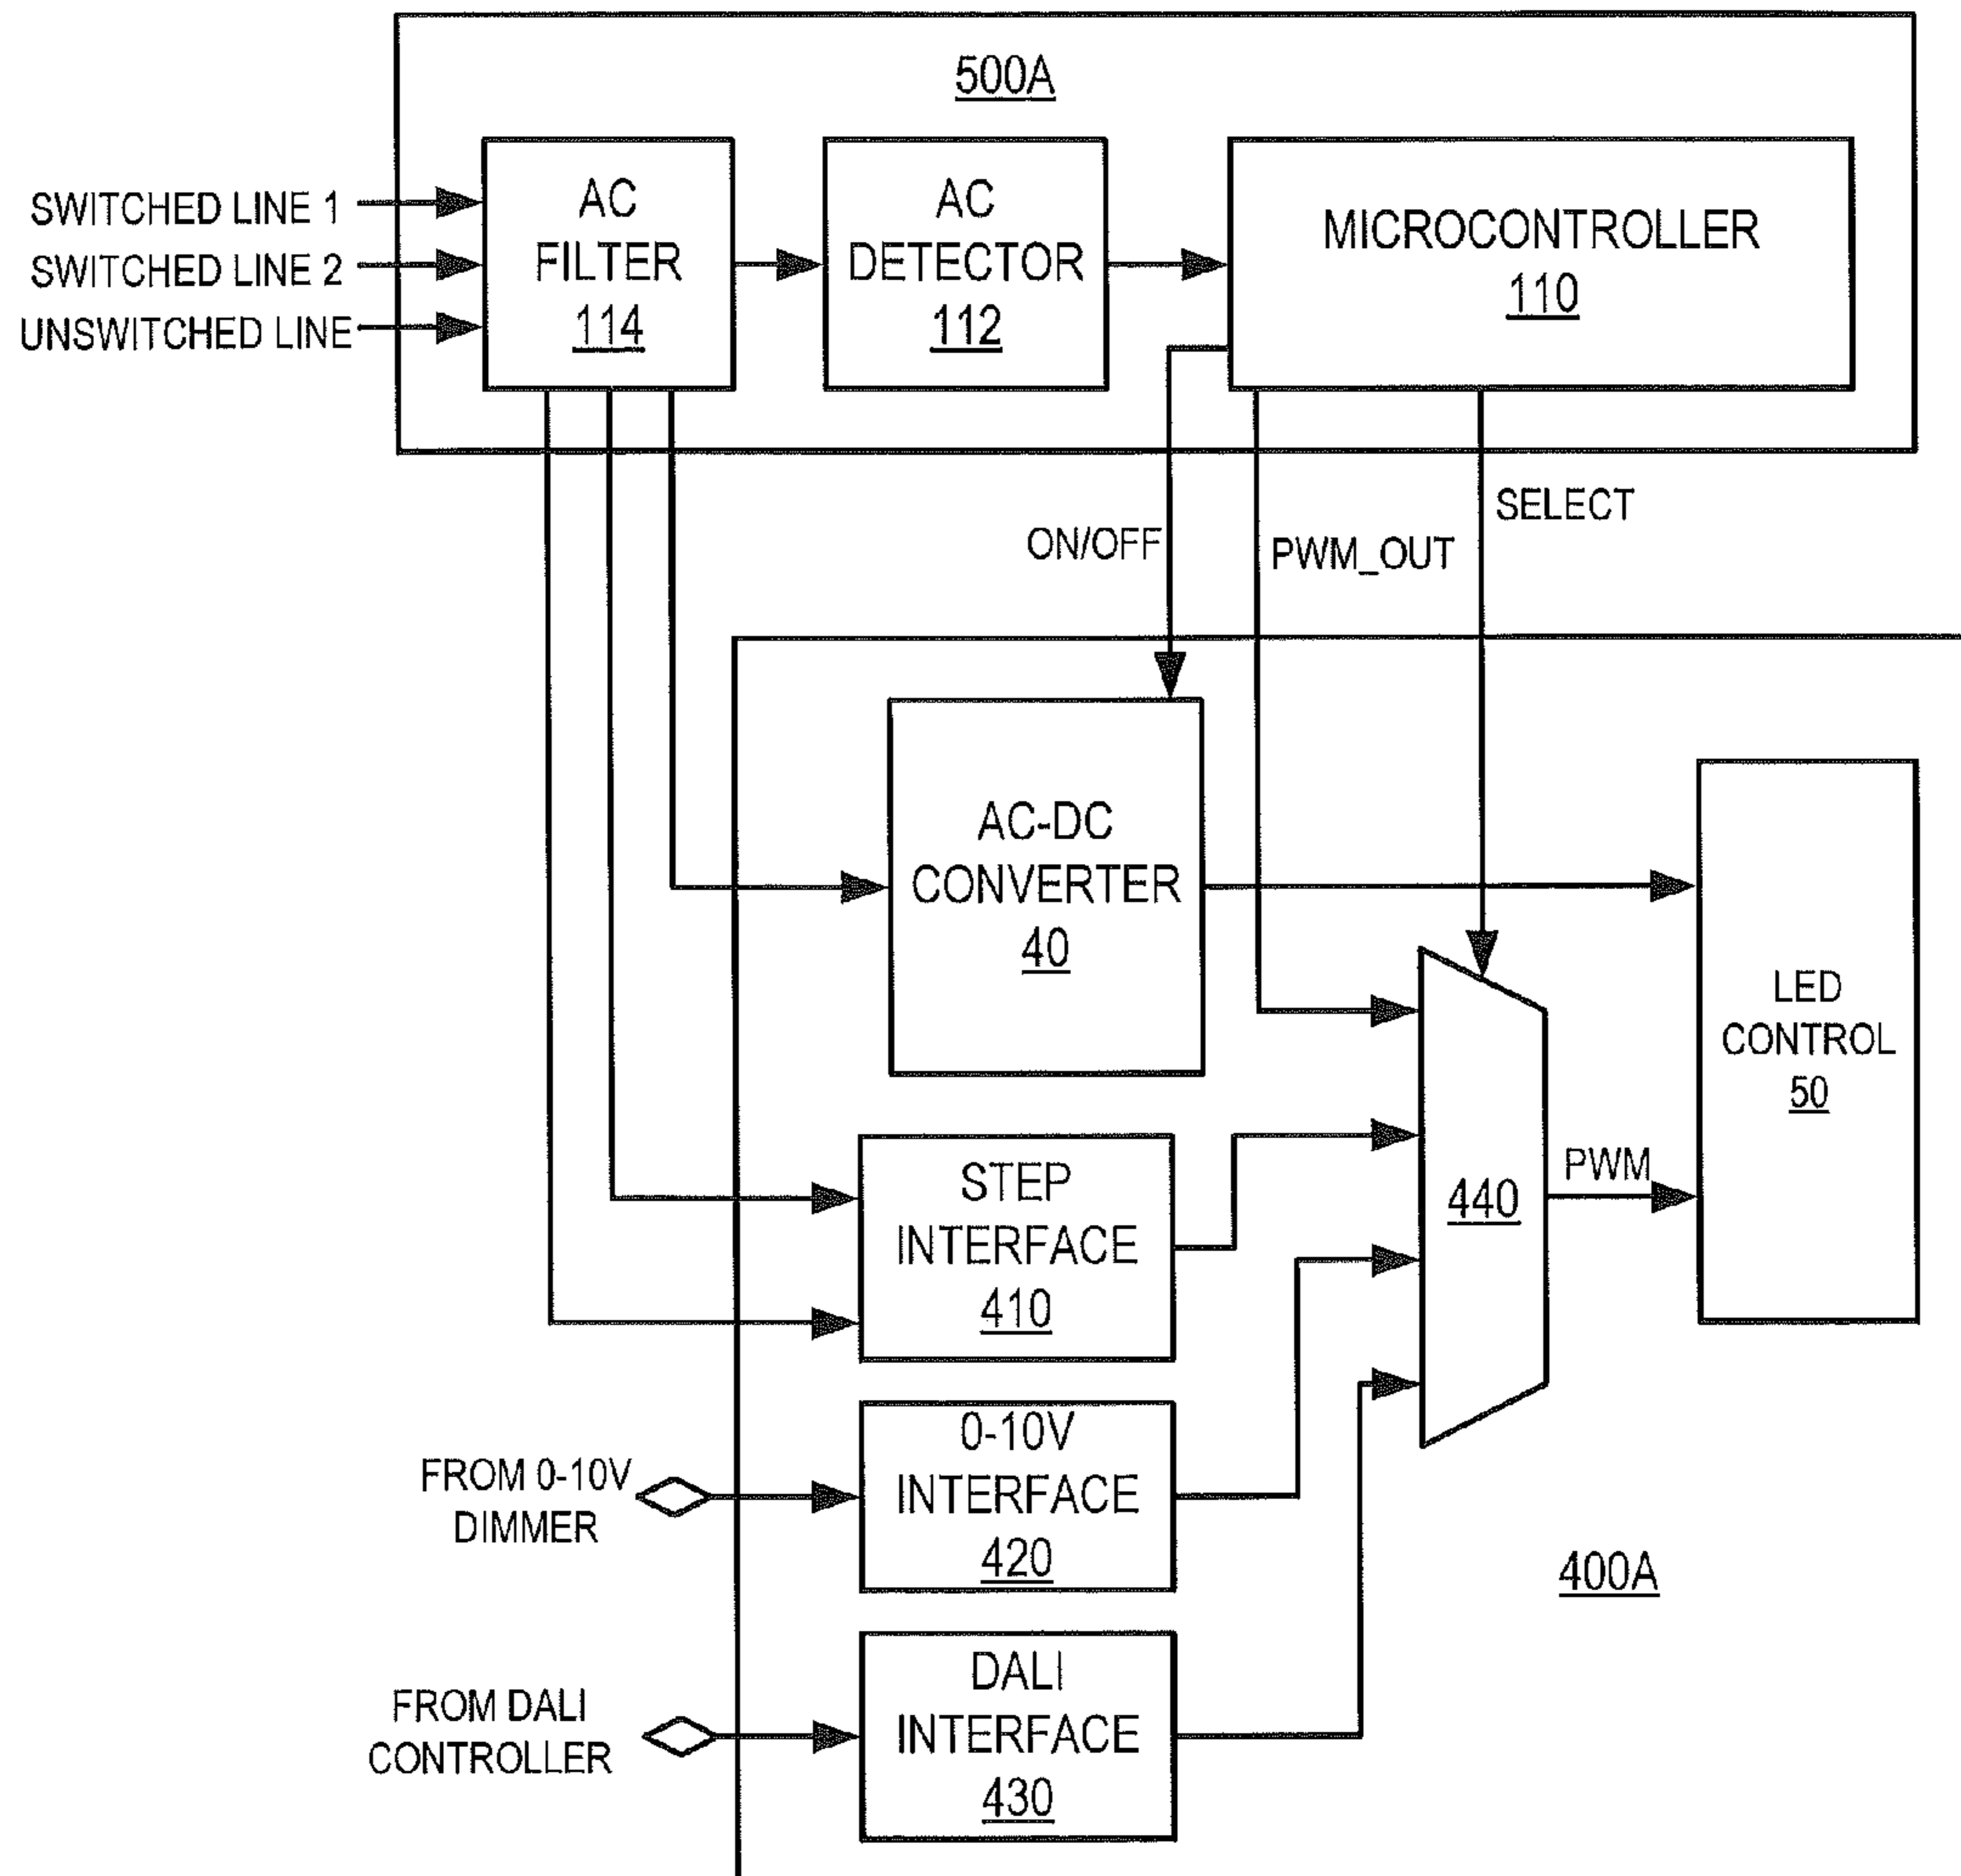 500A
SWITCHED LINE 1
SWITCHED LINE 2
UNSWITCHED LINE
AC
FILTER
114
AC
DETECTOR
112
MICROCONTROLLER
110
ON/OFF
PWM_OUT
SELECT
AC-DC
CONVERTER
40
LED
CONTROL
50
STEP
INTERFACE
410
440
PWM
FROM 0-10V
DIMMER
0-10V
INTERFACE
420
400A
FROM DALI
CONTROLLER
DALI
INTERFACE
430